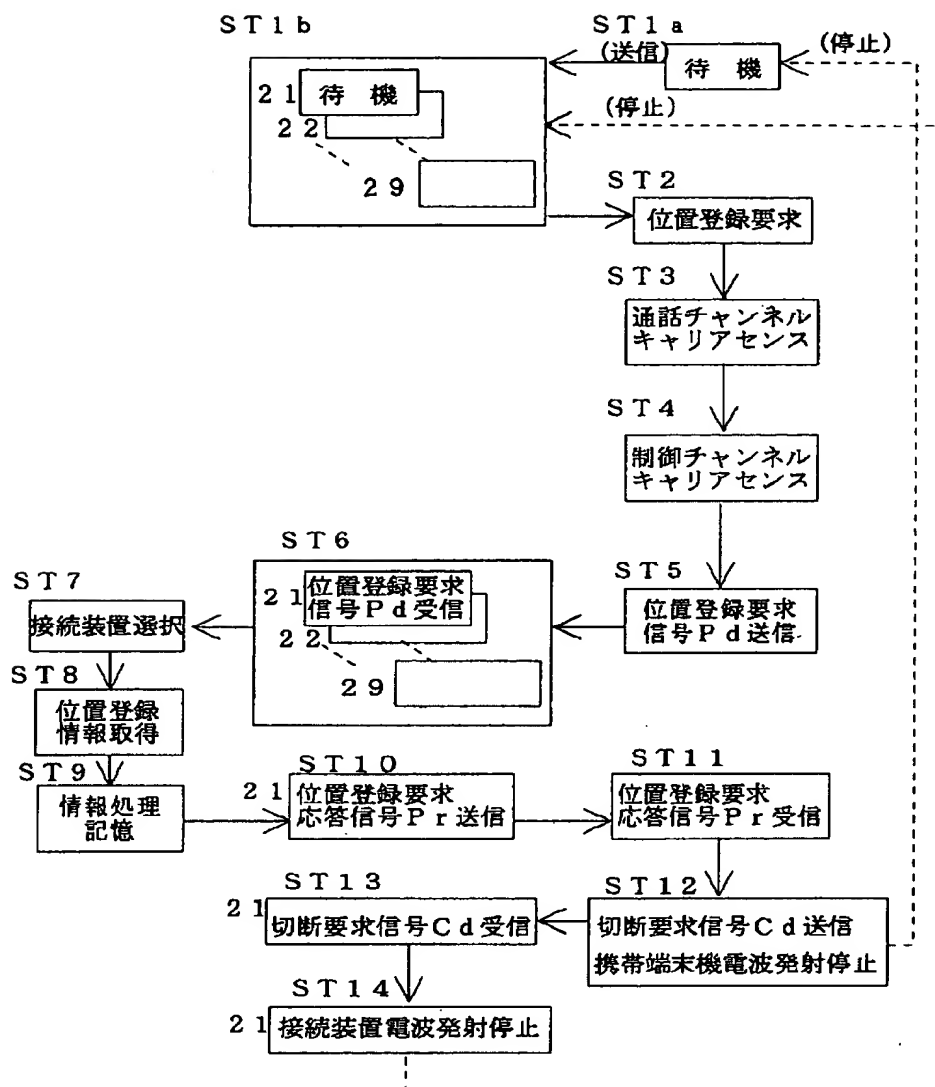 ST1b
ST1a
(送信)
(停止)
待 機
21
待 機
(停止)
22
29
ST2
位置登録要求
ST3
通話チャンネル
キャリアセンス
ST4
制御チャンネル
キャリアセンス
ST5
位置登録要求
信号Pd送信
ST6
21
位置登録要求
信号Pd受信
22
29
ST7
接続装置選択
ST8
位置登録
情報取得
ST9
情報処理
記憶
ST10
21
位置登録要求
応答信号Pr送信
ST11
位置登録要求
応答信号Pr受信
ST12
切断要求信号Cd送信
携帯端末機電波発射停止
ST13
21
切断要求信号Cd受信
ST14
21
接続装置電波発射停止